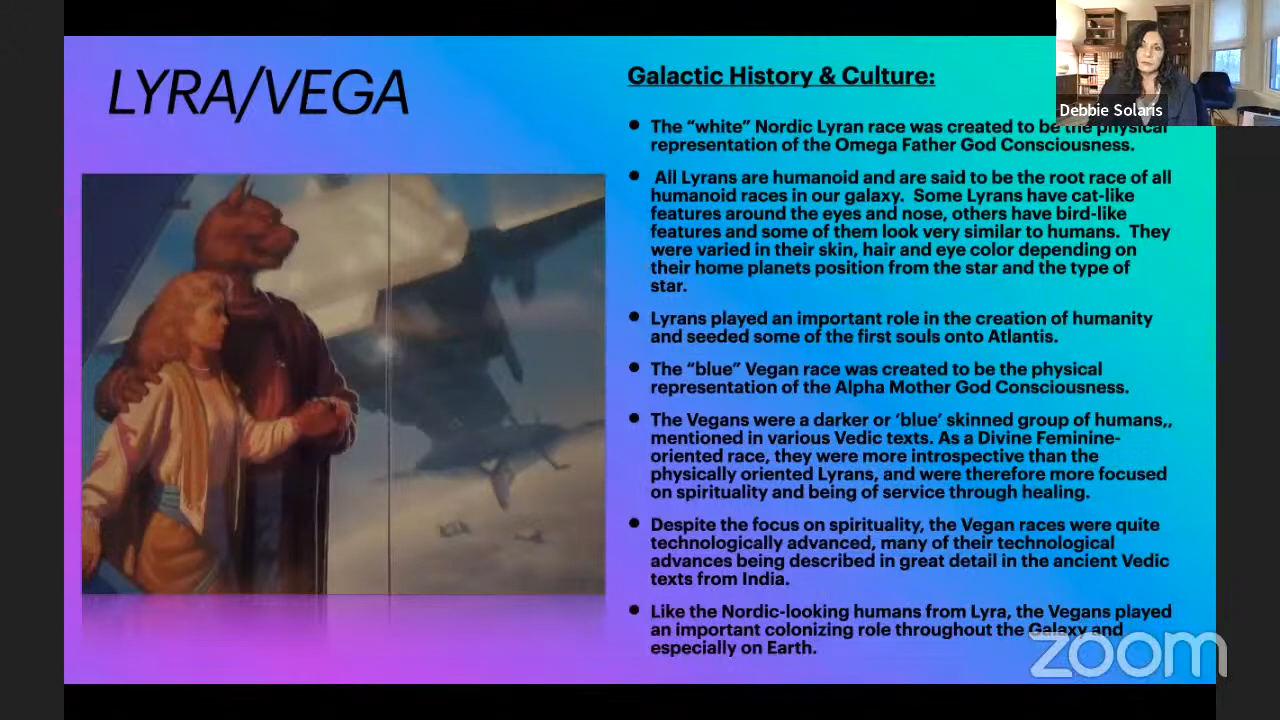 LYRA/VEGA
Galactic History & Culture:
• The “white” Nordic Lyran race was created to be the physical
representation of the Omega Father God Consciousness.
• All Lyrans are humanoid and are said to be the root race of all
humanoid races in our galaxy. Some Lyrans have cat-like
features around the eyes and nose, others have bird-like
features and some of them look very similar to humans. They
were varied in their skin, hair and eye color depending on
their home planets position from the star and the type of
star.
• Lyrans played an important role in the creation of humanity
and seeded some of the first souls onto Atlantis.
• The “blue” Vegan race was created to be the physical
representation of the Alpha Mother God Consciousness.
• The Vegans were a darker or ‘blue’ skinned group of humans,,
mentioned in various Vedic texts. As a Divine Feminine-
oriented race, they were more introspective than the
physically oriented Lyrans, and were therefore more focused
on spirituality and being of service through healing.
• Despite the focus on spirituality, the Vegan races were quite
technologically advanced, many of their technological
advances being described in great detail in the ancient Vedic
texts from India.
• Like the Nordic-looking humans from Lyra, the Vegans played
an important colonizing role throughout the Galaxy and
especially on Earth.
Debbie Solaris
zoom